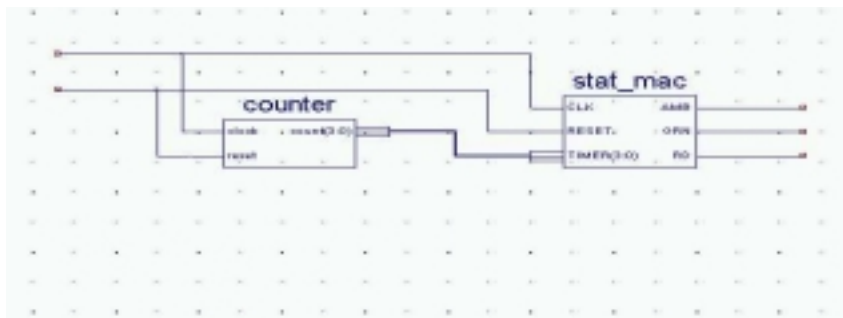 stat_mac
counter
CLK AMB
RESET. GRN
clock count(3:0)
TIMER(3:0) RD
reset